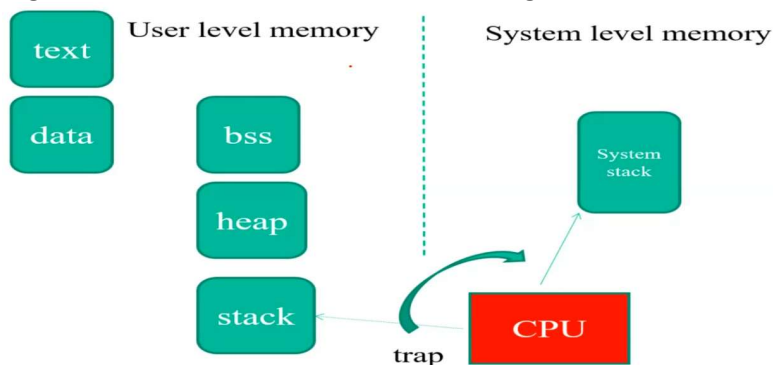 User level memory
System level memory
text
data
bss
heap
stack
System
stack
CPU
trap